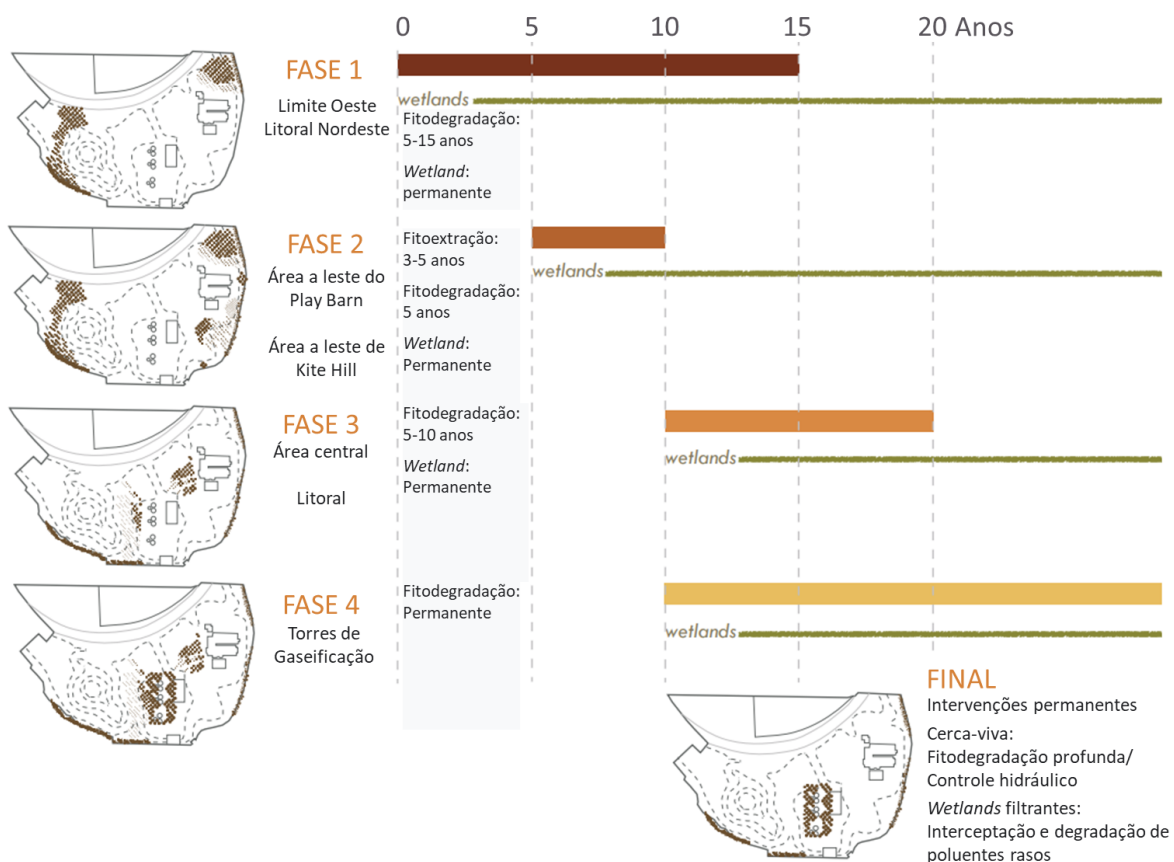 0 5 10 15 20 Anos
FASE 1
Limite Oeste
Litoral Nordeste
wetlands
Fitodegradação:
5-15 anos
Wetland:
permanente
FASE 2
Área a leste do
Play Barn
Área a leste de
Kite Hill
Fitoextração:
3-5 anos
Fitodegradação:
5 anos
Wetland:
Permanente
wetlands
FASE 3
Área central
Litoral
Fitodegradação:
5-10 anos
Wetland:
Permanente
wetlands
FASE 4
Torres de
Gaseificação
Fitodegradação:
Permanente
wetlands
FINAL
Intervenções permanentes
Cerca-viva:
Fitodegradação profunda/
Controle hidráulico
Wetlands filtrantes:
Interceptação e degradação de
poluentes rasos